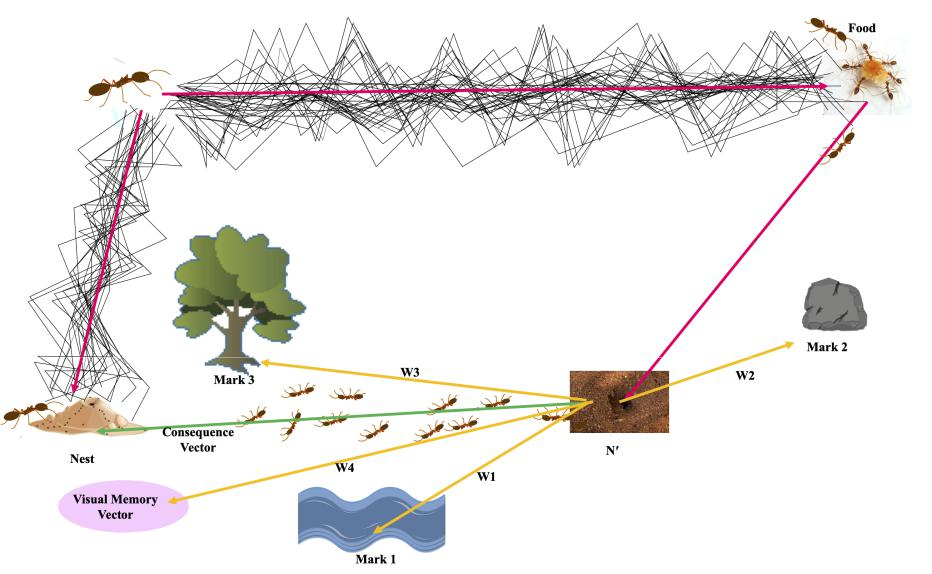 Food
Mark 2
W3
Mark 3
W2
Consequence
Vector
Nest
N′
W4
W1
Visual Memory
Vector
Mark 1